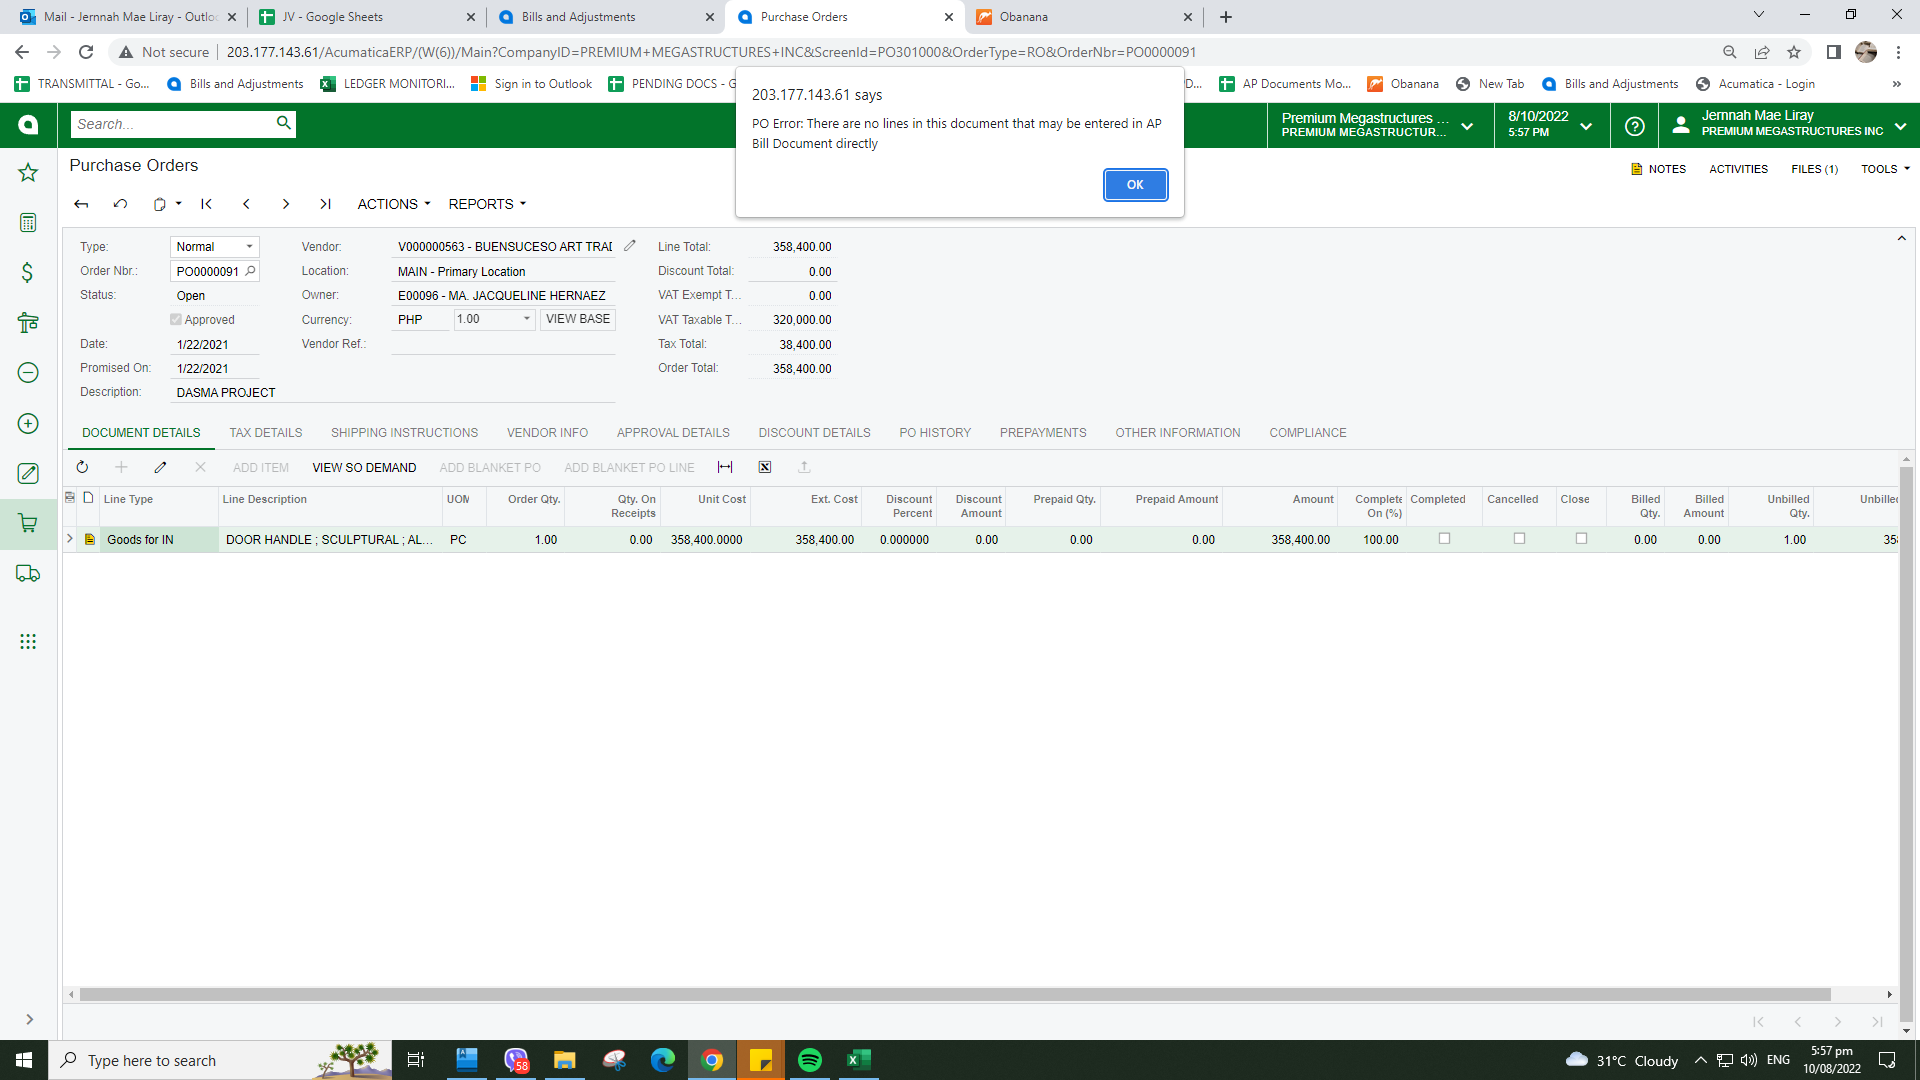 Mail - Jernnah Mae Liray - Outlo
JV - Google Sheets
Bills and Adjustments
Purchase Orders
Obanana
Not secure
203.177.143.61/AcumaticaERP/(W(6))/Main?CompanyID=PREMIUM+MEGASTRUCTURES+INC&ScreenId=PO301000&OrderType=RO&OrderNbr=PO0000091
TRANSMITTAL - Go...
Bills and Adjustments
LEDGER MONITORI...
Sign in to Outlook
PENDING DOCS - G
D...
AP Documents Mo...
Obanana
New Tab
Bills and Adjustments
Acumatica - Login
»
203.177.143.61 says
PO Error: There are no lines in this document that may be entered in AP
Bill Document directly
OK
Search...
Premium Megastructures ...
PREMIUM MEGASTRUCTUR...
8/10/2022
5:57 PM
Jernnah Mae Liray
PREMIUM MEGASTRUCTURES INC
Purchase Orders
NOTES
ACTIVITIES
FILES (1)
TOOLS
ACTIONS
REPORTS
Type: Normal
Order Nbr.: PO0000091
Status: Open
Approved
Date: 1/22/2021
Promised On: 1/22/2021
Description: DASMA PROJECT
Vendor: V000000563 - BUENSUCESO ART TRAD
Location: MAIN - Primary Location
Owner: E00096 - MA. JACQUELINE HERNAEZ
Currency: PHP 1.00 VIEW BASE
Vendor Ref.:
Line Total: 358,400.00
Discount Total: 0.00
VAT Exempt T... 0.00
VAT Taxable T... 320,000.00
Tax Total: 38,400.00
Order Total: 358,400.00
DOCUMENT DETAILS
TAX DETAILS
SHIPPING INSTRUCTIONS
VENDOR INFO
APPROVAL DETAILS
DISCOUNT DETAILS
PO HISTORY
PREPAYMENTS
OTHER INFORMATION
COMPLIANCE
ADD ITEM
VIEW SO DEMAND
ADD BLANKET PO
ADD BLANKET PO LINE
Line Type
Line Description
UOM
Order Qty.
Qty. On
Receipts
Unit Cost
Ext. Cost
Discount
Percent
Discount
Amount
Prepaid Qty.
Prepaid Amount
Amount
Complete
On (%)
Completed
Cancelled
Close
Billed
Qty.
Billed
Amount
Unbilled
Qty.
Unbilled
Goods for IN
DOOR HANDLE ; SCULPTURAL ; AL...
PC
1.00
0.00
358,400.0000
358,400.00
0.000000
0.00
0.00
0.00
358,400.00
100.00
0.00
0.00
1.00
358
Type here to search
58
31°C Cloudy
ENG
5:57 pm
10/08/2022